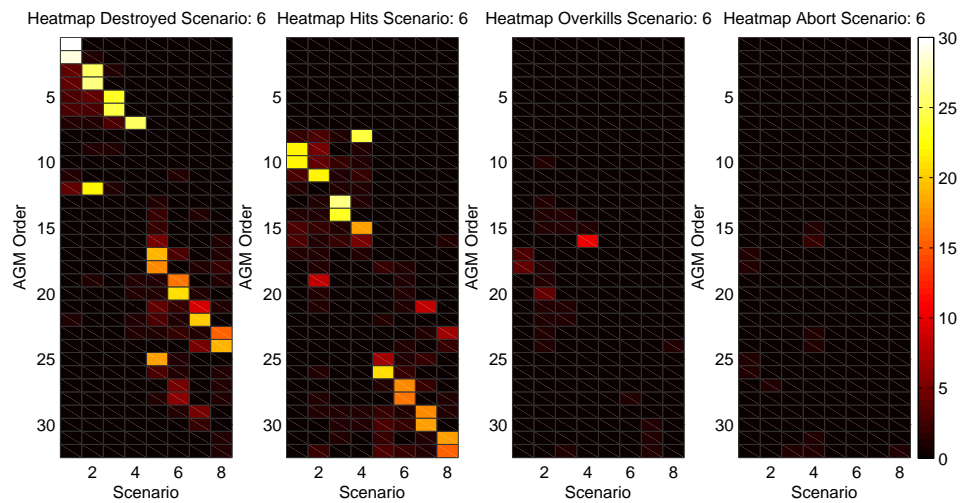 Heatmap Destroyed Scenario: 6
Heatmap Hits Scenario: 6
Heatmap Overkills Scenario: 6
Heatmap Abort Scenario: 6
AGM Order
5
10
15
20
25
30
2 4 6 8
Scenario
AGM Order
5
10
15
20
25
30
2 4 6 8
Scenario
AGM Order
5
10
15
20
25
30
2 4 6 8
Scenario
AGM Order
5
10
15
20
25
30
2 4 6 8
Scenario
30
25
20
15
10
5
0